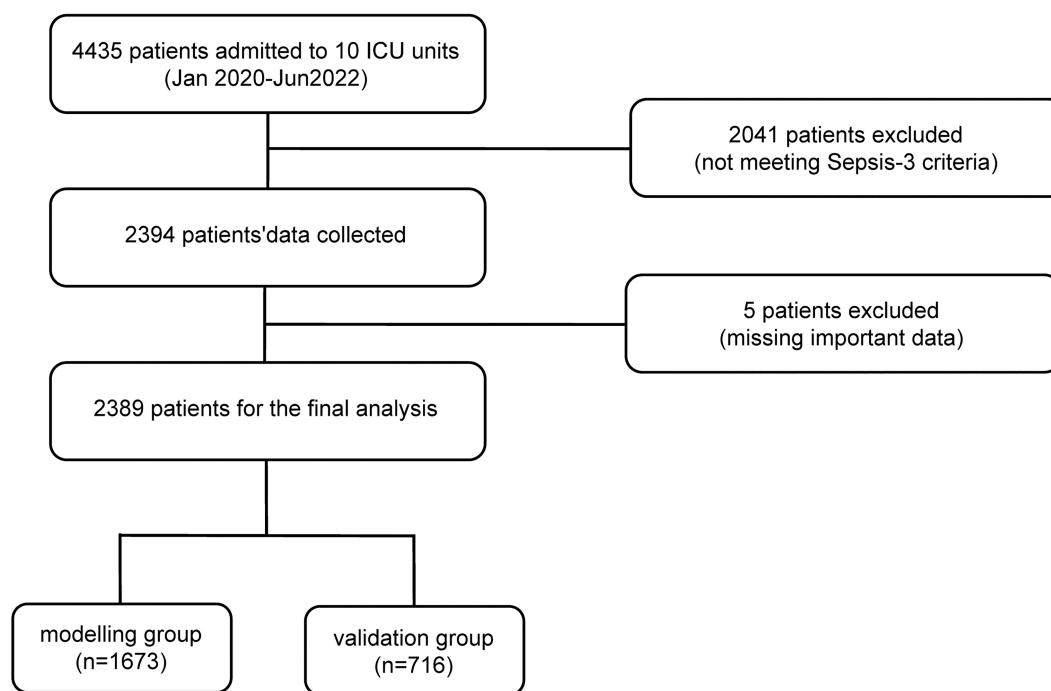 4435 patients admitted to 10 ICU units
(Jan 2020-Jun2022)
2041 patients excluded
(not meeting Sepsis-3 criteria)
2394 patients'data collected
5 patients excluded
(missing important data)
2389 patients for the final analysis
modelling group
(n=1673)
validation group
(n=716)